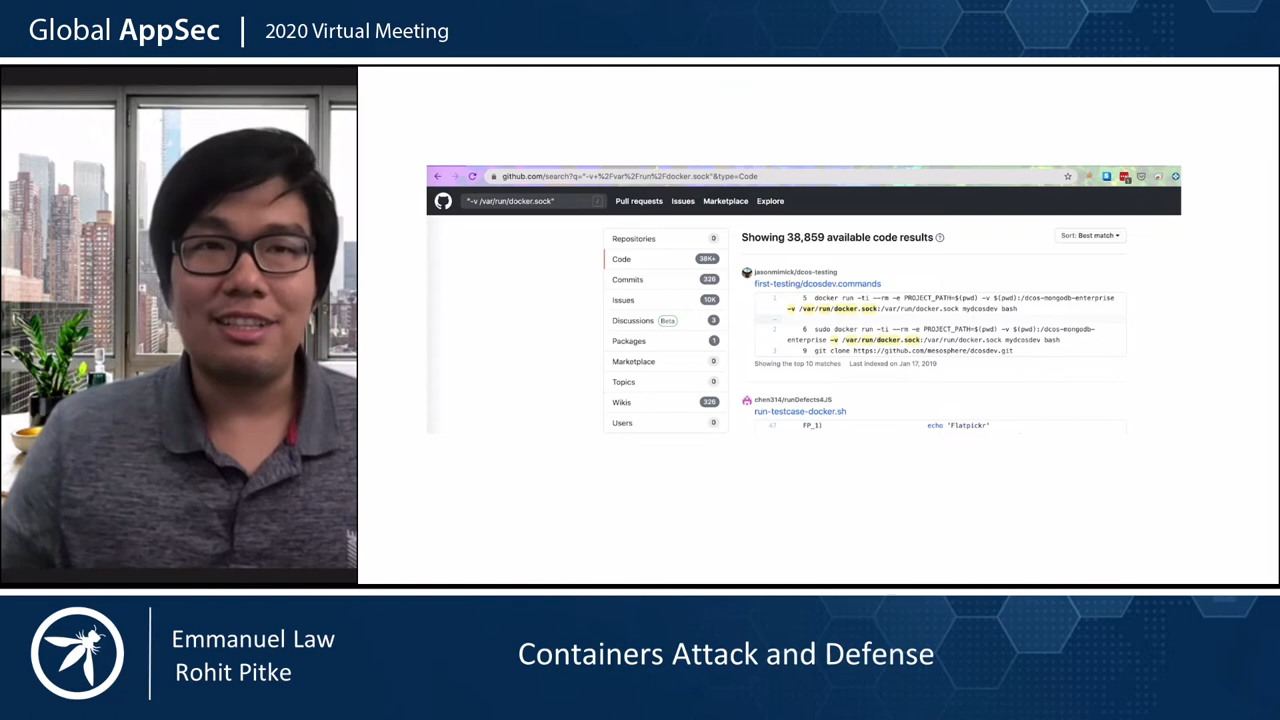 Global AppSec | 2020 Virtual Meeting
github.com/search?q="-v+%2Fvar%2Frun%2Fdocker.sock"&type=Code
"-v /var/run/docker.sock"
/
Pull requests
Issues
Marketplace
Explore
Repositories 0
Code 38K+
Commits 326
Issues 10K
Discussions Beta 3
Packages 1
Marketplace 0
Topics 0
Wikis 326
Users 0
Showing 38,859 available code results
Sort: Best match
jasonmimick/dcos-testing
first-testing/dcosdev.commands
1 5 docker run -ti --rm -e PROJECT_PATH=$(pwd) -v $(pwd):/dcos-mongodb-enterprise
-v /var/run/docker.sock:/var/run/docker.sock mydcosdev bash
…
2 6 sudo docker run -ti --rm -e PROJECT_PATH=$(pwd) -v $(pwd):/dcos-mongodb-
enterprise -v /var/run/docker.sock:/var/run/docker.sock mydcosdev bash
3 9 git clone https://github.com/mesosphere/dcosdev.git
Showing the top 10 matches Last indexed on Jan 17, 2019
chen314/runDefects4JS
run-testcase-docker.sh
47 FP_1) echo 'Flatpickr'
Emmanuel Law
Rohit Pitke
Containers Attack and Defense